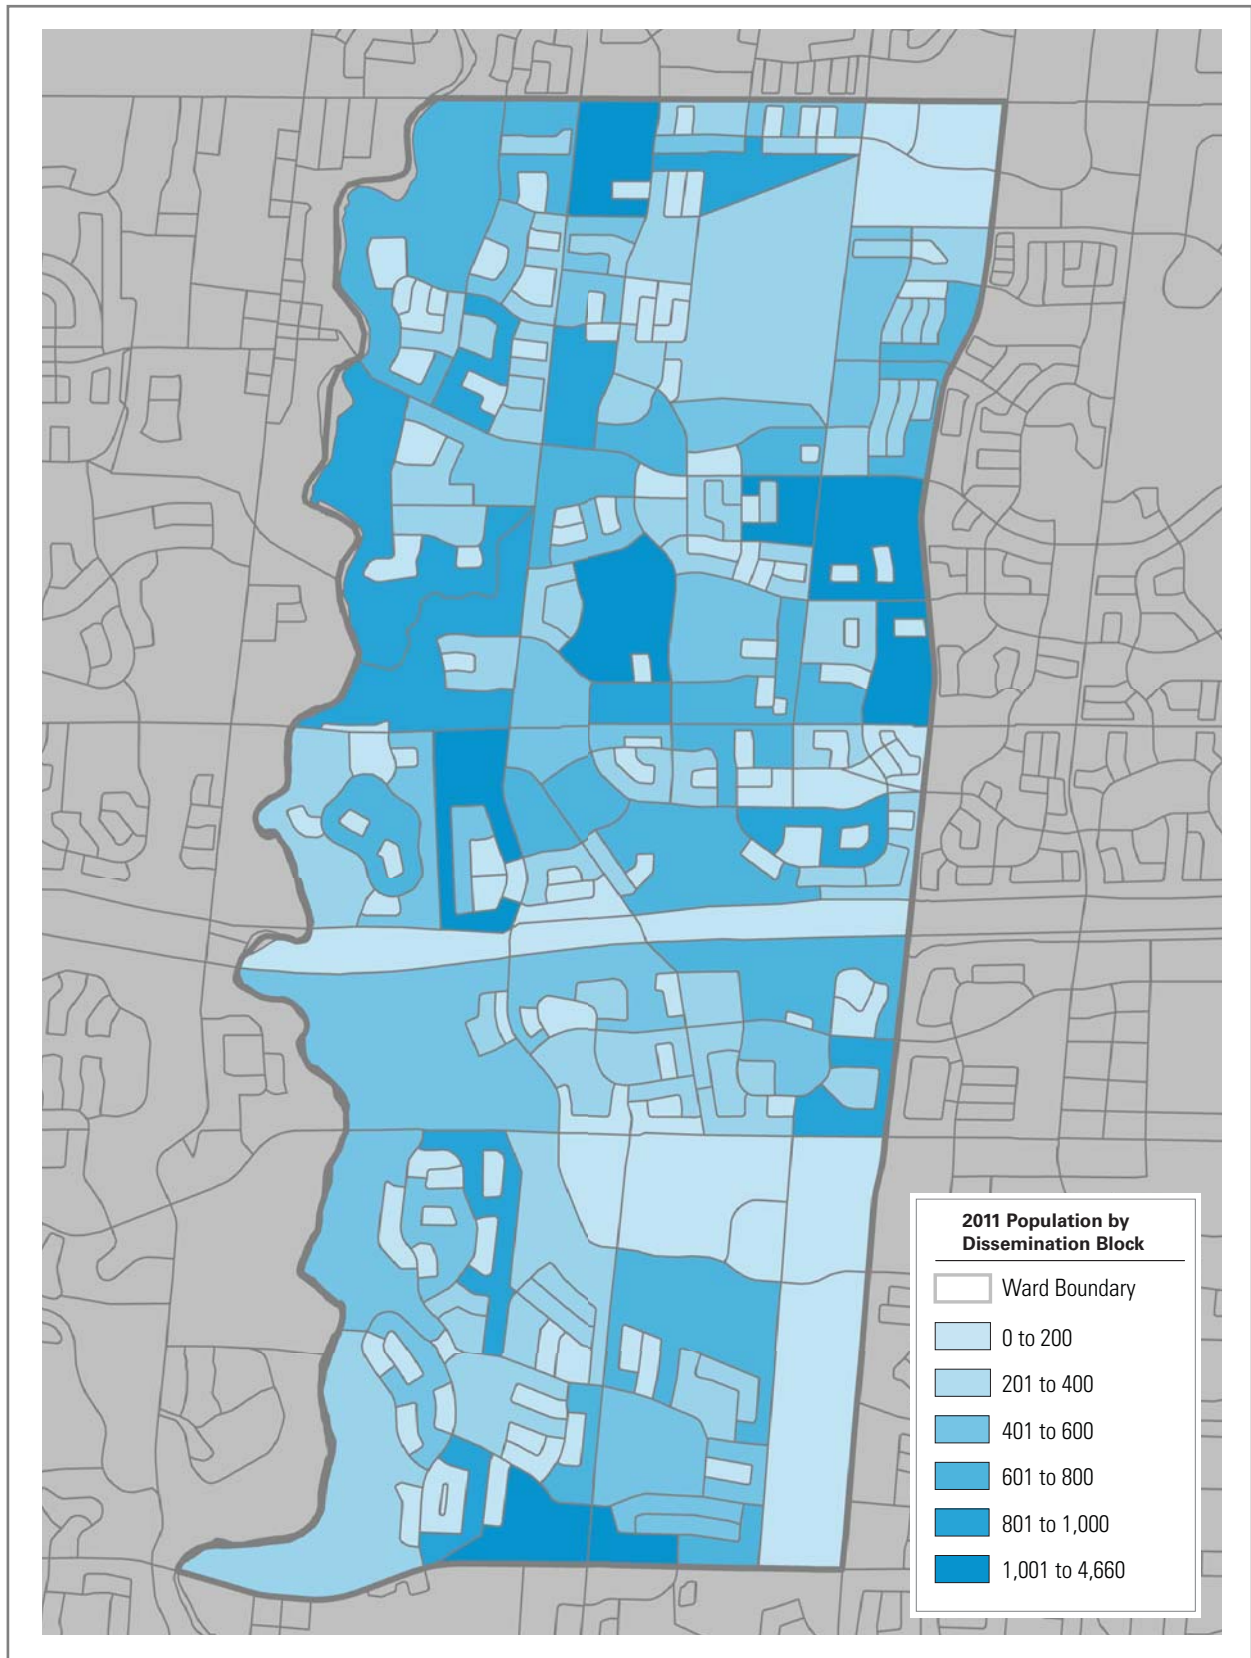 2011 Population by
Dissemination Block
Ward Boundary
0 to 200
201 to 400
401 to 600
601 to 800
801 to 1,000
1,001 to 4,660